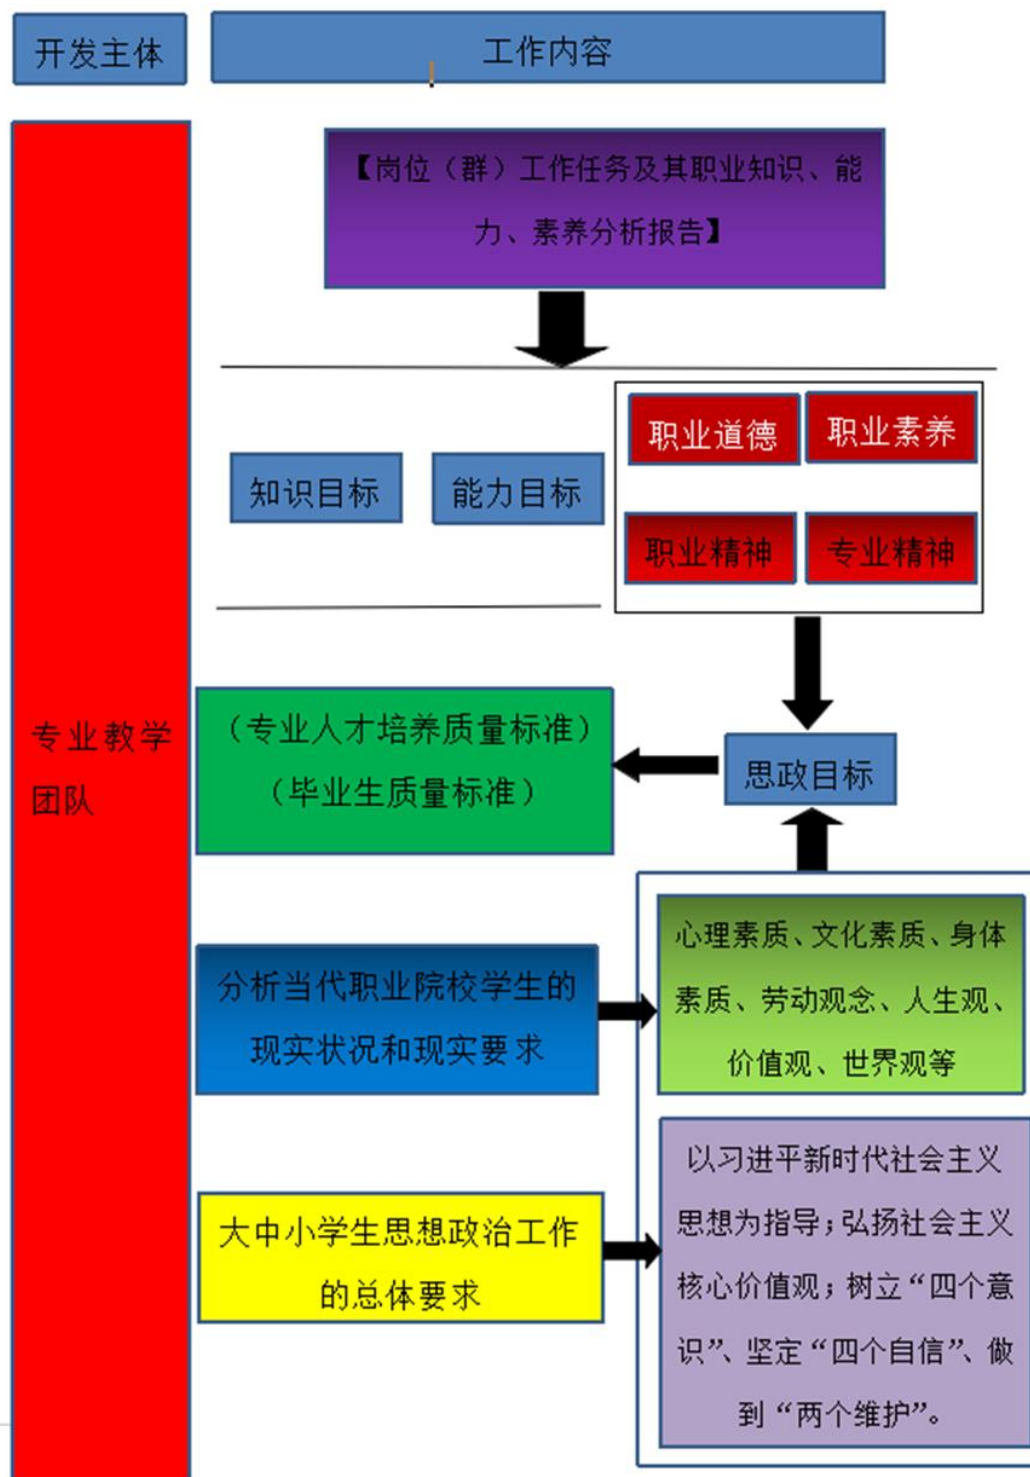 开发主体
工作内容
【岗位（群）工作任务及其职业知识、能
力、素养分析报告】
职业道德
职业素养
知识目标
能力目标
职业精神
专业精神
专业教学
团队
（专业人才培养质量标准）
（毕业生质量标准）
思政目标
分析当代职业院校学生的
现实状况和现实要求
心理素质、文化素质、身体
素质、劳动观念、人生观、
价值观、世界观等
大中小学生思想政治工作
的总体要求
以习进平新时代社会主义
思想为指导；弘扬社会主义
核心价值观；树立“四个意
识”、坚定“四个自信”、做
到“两个维护”。